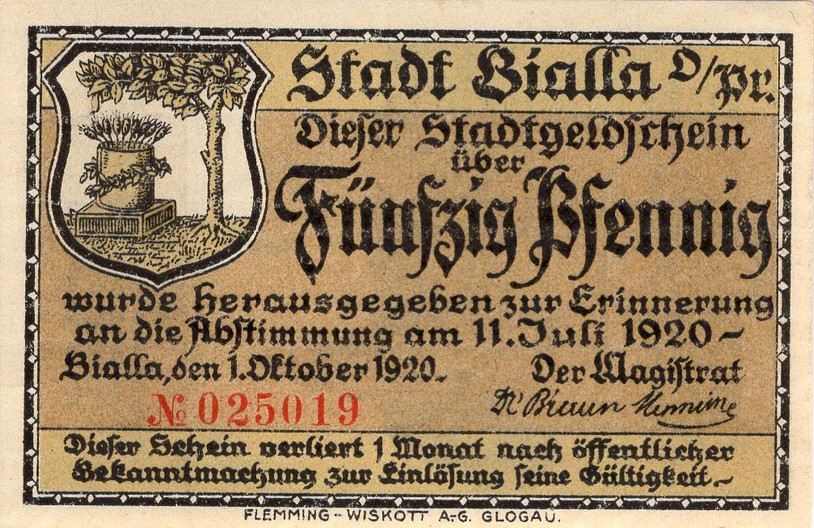 Stadt Bialla O/Pr.
Dieser Stadtgeldschein
über
Fünfzig Pfennig
wurde herausgegeben zur Erinnerung
an die Abstimmung am 11. Juli 1920 –
Bialla, den 1. Oktober 1920. Der Magistrat
№ 025019
Dieser Schein verliert 1 Monat nach öffentlicher
Bekanntmachung zur Einlösung seine Gültigkeit. –
FLEMMING-WISKOTT A.-G. GLOGAU.